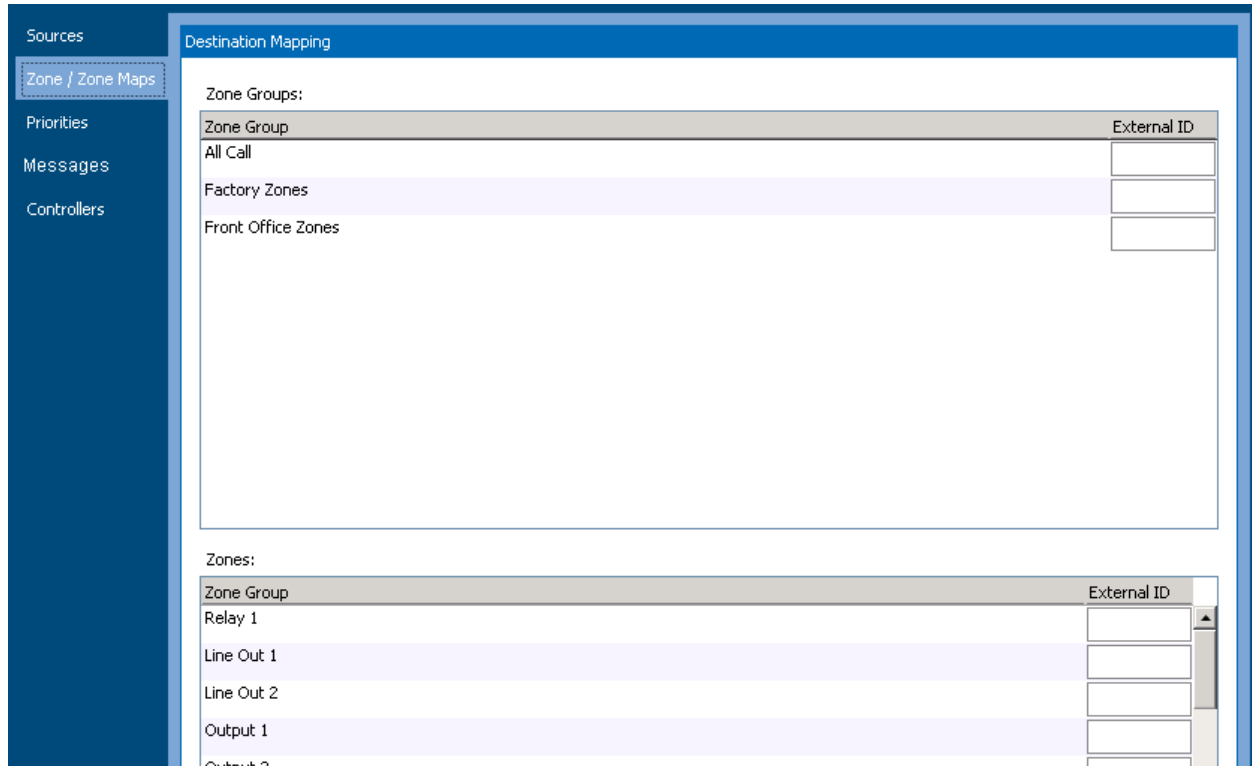 Sources
Zone / Zone Maps
Priorities
Messages
Controllers
Destination Mapping
Zone Groups:
Zone Group External ID
All Call
Factory Zones
Front Office Zones
Zones:
Zone Group External ID
Relay 1
Line Out 1
Line Out 2
Output 1